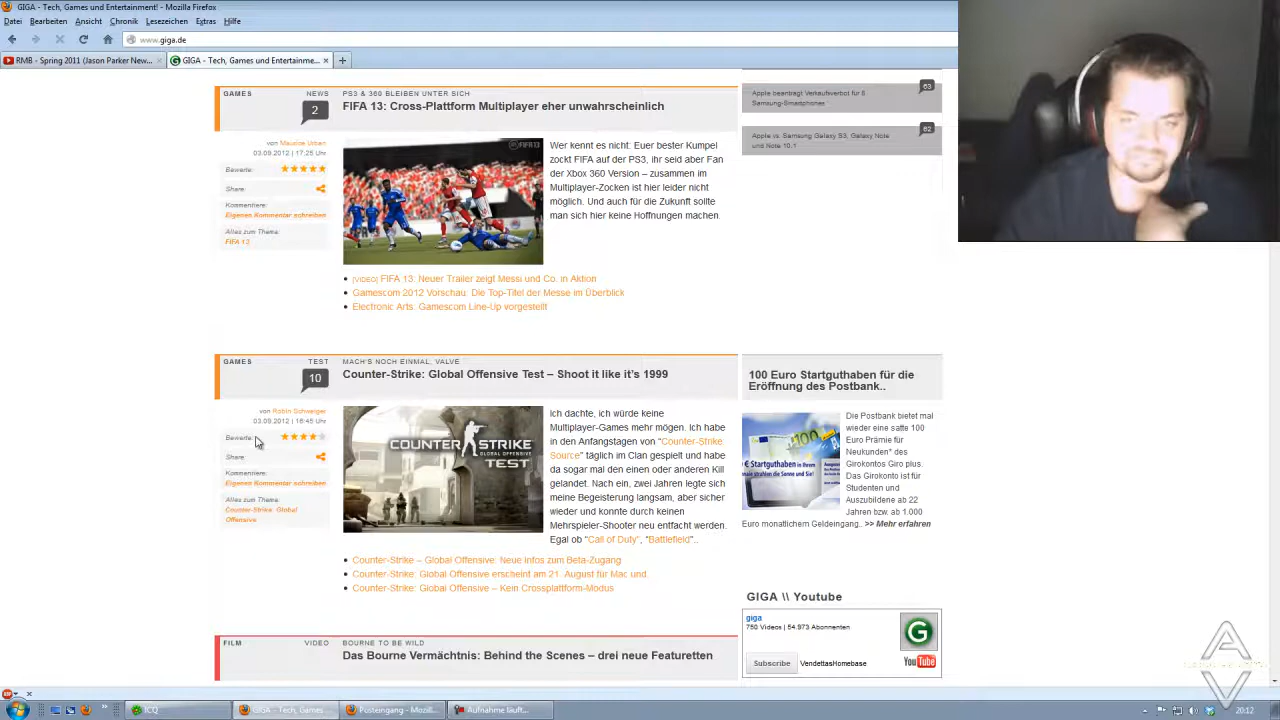 GIGA - Tech, Games und Entertainment! - Mozilla Firefox
Datei Bearbeiten Ansicht Chronik Lesezeichen Extras Hilfe
www.giga.de
RMB - Spring 2011 (Jason Parker New...
GIGA - Tech, Games und Entertainme...
GAMES NEWS PS3 & 360 BLEIBEN UNTER SICH
2 FIFA 13: Cross-Plattform Multiplayer eher unwahrscheinlich
von Maurice Urban
03.09.2012 | 17:25 Uhr
Bewerte:
Share:
Kommentiere:
Eigenen Kommentar schreiben
Alles zum Thema:
FIFA 13
Wer kennt es nicht: Euer bester Kumpel
zockt FIFA auf der PS3, ihr seid aber Fan
der Xbox 360 Version – zusammen im
Multiplayer-Zocken ist hier leider nicht
möglich. Und auch für die Zukunft sollte
man sich hier keine Hoffnungen machen.
[VIDEO] FIFA 13: Neuer Trailer zeigt Messi und Co. in Aktion
Gamescom 2012 Vorschau: Die Top-Titel der Messe im Überblick
Electronic Arts: Gamescom Line-Up vorgestellt
Apple beantragt Verkaufsverbot für 8
Samsung-Smartphones
63
Apple vs. Samsung Galaxy S3, Galaxy Note
und Note 10.1
62
GAMES TEST MACH'S NOCH EINMAL, VALVE
10 Counter-Strike: Global Offensive Test – Shoot it like it's 1999
von Robin Schweiger
03.09.2012 | 16:45 Uhr
Bewerte:
Share:
Kommentiere:
Eigenen Kommentar schreiben
Alles zum Thema:
Counter-Strike: Global
Offensive
COUNTER STRIKE
GLOBAL OFFENSIVE
TEST
Ich dachte, ich würde keine
Multiplayer-Games mehr mögen. Ich habe
in den Anfangstagen von "Counter-Strike:
Source" täglich im Clan gespielt und habe
da sogar mal den einen oder anderen Kill
gelandet. Nach ein, zwei Jahren legte sich
meine Begeisterung langsam, aber sicher
wieder und konnte durch keinen
Mehrspieler-Shooter neu entfacht werden.
Egal ob "Call of Duty", "Battlefield"..
Counter-Strike – Global Offensive: Neue Infos zum Beta-Zugang
Counter-Strike: Global Offensive erscheint am 21. August für Mac und
Counter-Strike: Global Offensive – Kein Crossplattform-Modus
100 Euro Startguthaben für die
Eröffnung des Postbank..
Die Postbank bietet mal
wieder eine satte 100
Euro Prämie für
Neukunden* des
Girokontos Giro plus.
Das Girokonto ist für
Studenten und
Auszubildene ab 22
Jahren bzw. ab 1.000
Euro monatlichem Geldeingang.. >> Mehr erfahren
GIGA \\ Youtube
giga
750 Videos | 54.973 Abonnenten
Subscribe VendettasHomebase
YouTube
FILM VIDEO BOURNE TO BE WILD
Das Bourne Vermächtnis: Behind the Scenes – drei neue Featuretten
ICQ
GIGA - Tech, Games ...
Posteingang - Mozill...
Aufnahme läuft...
20:12